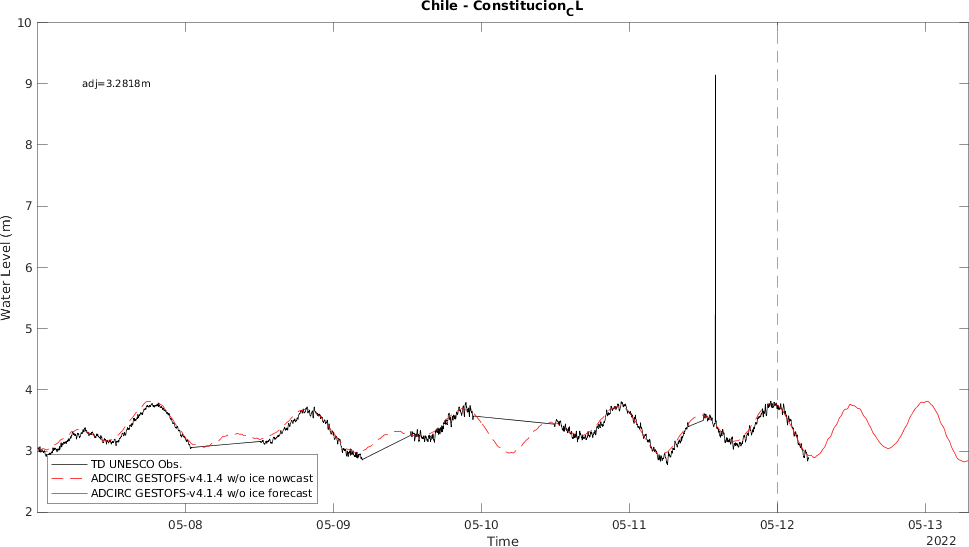 Chile - Constitucion_CL
10
9
8
7
6
5
4
3
2
Water Level (m)
adj=3.2818m
TD UNESCO Obs.
ADCIRC GESTOFS-v4.1.4 w/o ice nowcast
ADCIRC GESTOFS-v4.1.4 w/o ice forecast
05-08
05-09
05-10
05-11
05-12
05-13
Time
2022